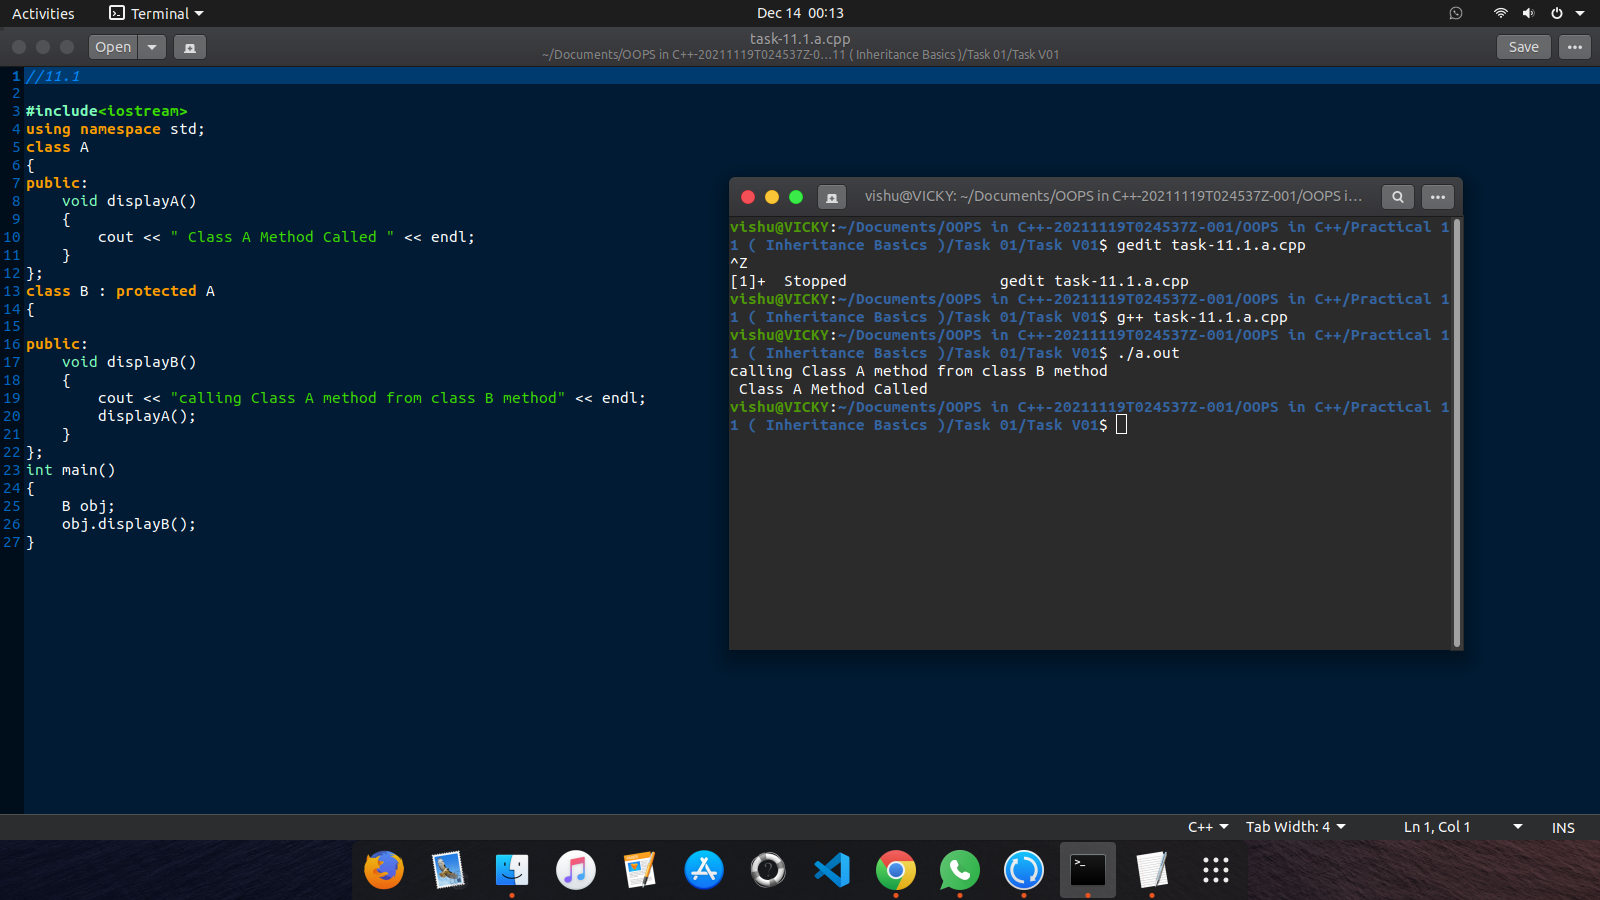 Activities
Terminal
Dec 14 00:13
Open
task-11.1.a.cpp
~/Documents/OOPS in C++-20211119T024537Z-0…11 ( Inheritance Basics )/Task 01/Task V01
Save
1 //11.1
2
3 #include<iostream>
4 using namespace std;
5 class A
6 {
7 public:
8     void displayA()
9     {
10         cout << " Class A Method Called " << endl;
11     }
12 };
13 class B : protected A
14 {
15
16 public:
17     void displayB()
18     {
19         cout << "calling Class A method from class B method" << endl;
20         displayA();
21     }
22 };
23 int main()
24 {
25     B obj;
26     obj.displayB();
27 }
vishu@VICKY: ~/Documents/OOPS in C++-20211119T024537Z-001/OOPS i…
vishu@VICKY:~/Documents/OOPS in C++-20211119T024537Z-001/OOPS in C++/Practical 1
1 ( Inheritance Basics )/Task 01/Task V01$ gedit task-11.1.a.cpp
^Z
[1]+  Stopped                 gedit task-11.1.a.cpp
vishu@VICKY:~/Documents/OOPS in C++-20211119T024537Z-001/OOPS in C++/Practical 1
1 ( Inheritance Basics )/Task 01/Task V01$ g++ task-11.1.a.cpp
vishu@VICKY:~/Documents/OOPS in C++-20211119T024537Z-001/OOPS in C++/Practical 1
1 ( Inheritance Basics )/Task 01/Task V01$ ./a.out
calling Class A method from class B method
 Class A Method Called
vishu@VICKY:~/Documents/OOPS in C++-20211119T024537Z-001/OOPS in C++/Practical 1
1 ( Inheritance Basics )/Task 01/Task V01$
C++
Tab Width: 4
Ln 1, Col 1
INS